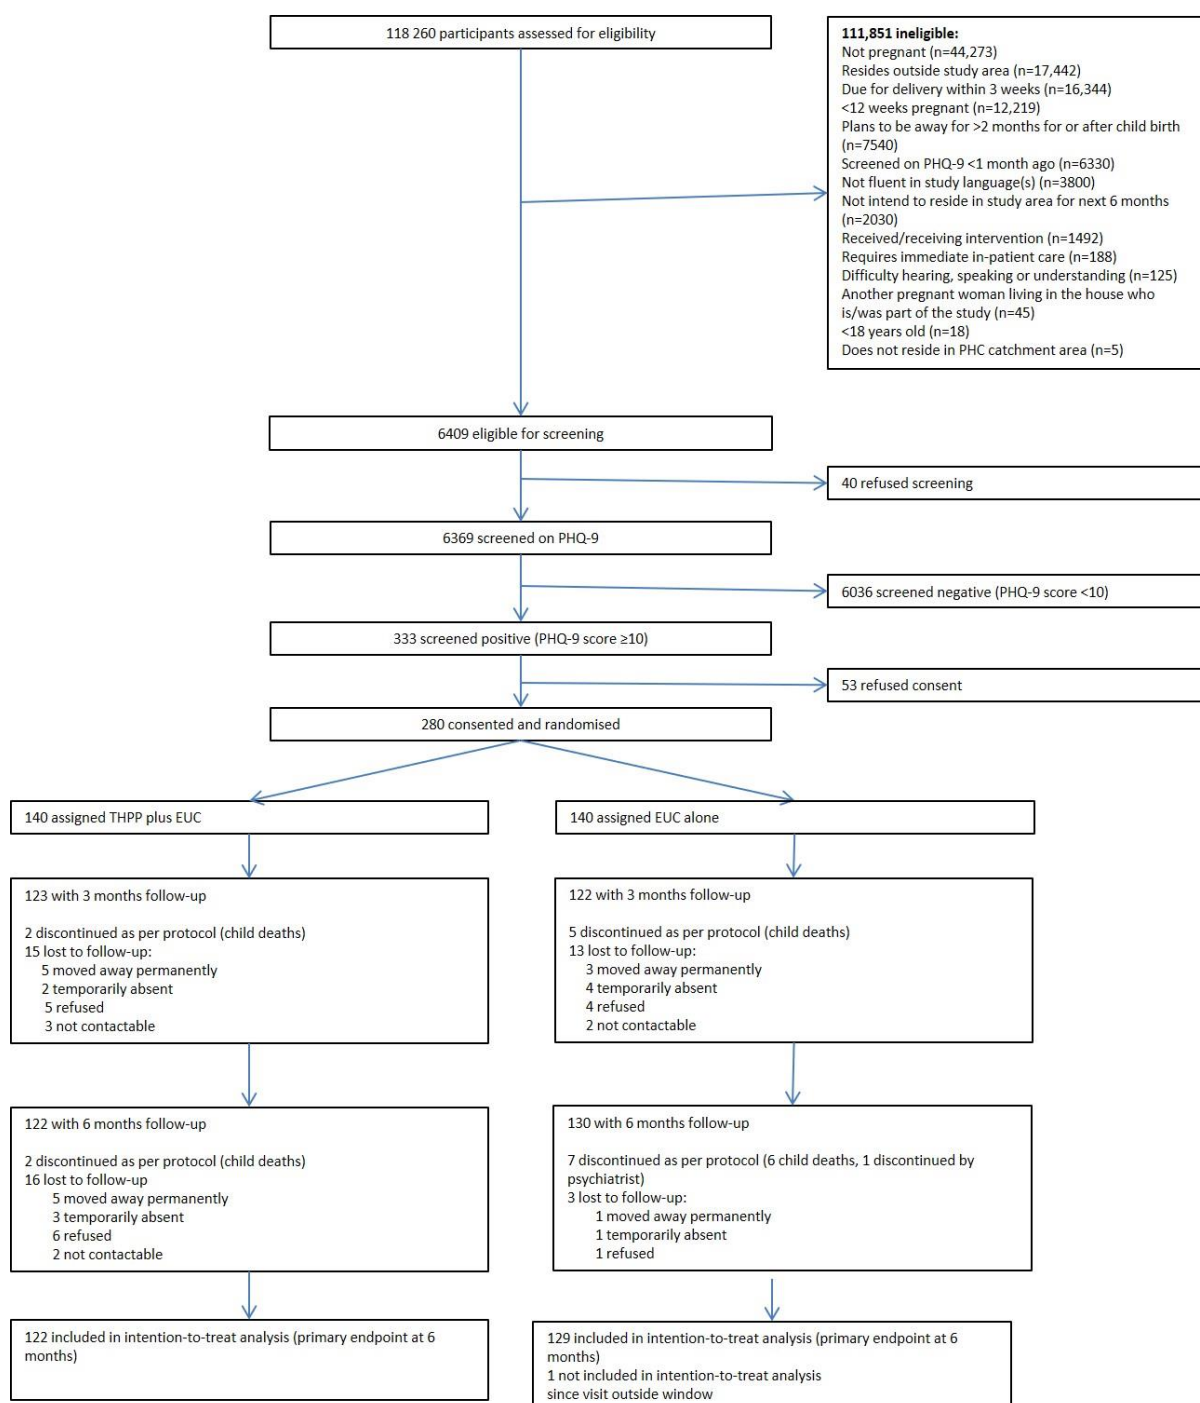 118 260 participants assessed for eligibility
111,851 ineligible:
Not pregnant (n=44,273)
Resides outside study area (n=17,442)
Due for delivery within 3 weeks (n=16,344)
<12 weeks pregnant (n=12,219)
Plans to be away for >2 months for or after child birth
(n=7540)
Screened on PHQ-9 <1 month ago (n=6330)
Not fluent in study language(s) (n=3800)
Not intend to reside in study area for next 6 months
(n=2030)
Received/receiving intervention (n=1492)
Requires immediate in-patient care (n=188)
Difficulty hearing, speaking or understanding (n=125)
Another pregnant woman living in the house who
is/was part of the study (n=45)
<18 years old (n=18)
Does not reside in PHC catchment area (n=5)
6409 eligible for screening
40 refused screening
6369 screened on PHQ-9
6036 screened negative (PHQ-9 score <10)
333 screened positive (PHQ-9 score ≥10)
53 refused consent
280 consented and randomised
140 assigned THPP plus EUC
140 assigned EUC alone
123 with 3 months follow-up
2 discontinued as per protocol (child deaths)
15 lost to follow-up:
5 moved away permanently
2 temporarily absent
5 refused
3 not contactable
122 with 3 months follow-up
5 discontinued as per protocol (child deaths)
13 lost to follow-up:
3 moved away permanently
4 temporarily absent
4 refused
2 not contactable
122 with 6 months follow-up
2 discontinued as per protocol (child deaths)
16 lost to follow-up
5 moved away permanently
3 temporarily absent
6 refused
2 not contactable
130 with 6 months follow-up
7 discontinued as per protocol (6 child deaths, 1 discontinued by
psychiatrist)
3 lost to follow-up:
1 moved away permanently
1 temporarily absent
1 refused
122 included in intention-to-treat analysis (primary endpoint at 6
months)
129 included in intention-to-treat analysis (primary endpoint at 6
months)
1 not included in intention-to-treat analysis
since visit outside window